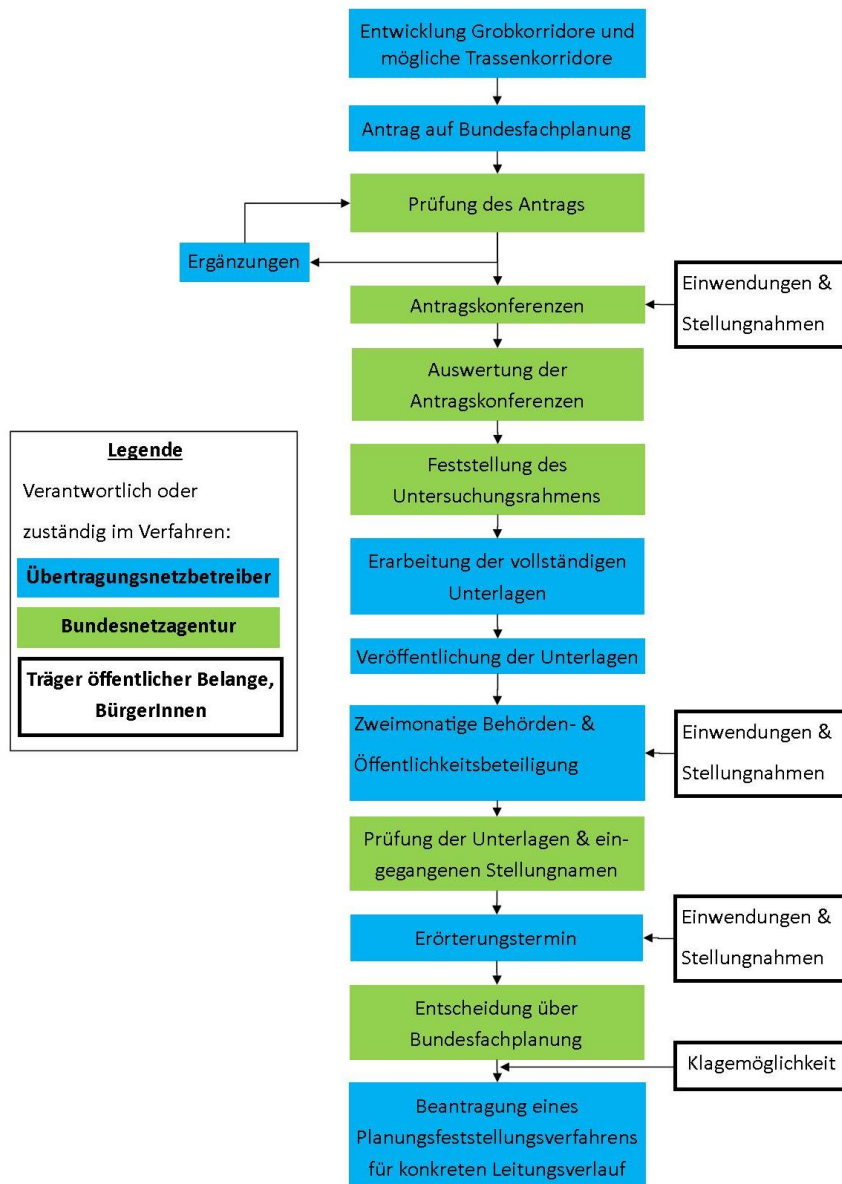 Entwicklung Grobkorridore und
mögliche Trassenkorridore
Antrag auf Bundesfachplanung
Prüfung des Antrags
Ergänzungen
Antragskonferenzen
Einwendungen &
Stellungnahmen
Auswertung der
Antragskonferenzen
Feststellung des
Untersuchungsrahmens
Legende
Verantwortlich oder
zuständig im Verfahren:
Übertragungsnetzbetreiber
Bundesnetzagentur
Träger öffentlicher Belange,
BürgerInnen
Erarbeitung der vollständigen
Unterlagen
Veröffentlichung der Unterlagen
Zweimonatige Behörden- &
Öffentlichkeitsbeteiligung
Einwendungen &
Stellungnahmen
Prüfung der Unterlagen & ein-
gegangenen Stellungnamen
Erörterungstermin
Einwendungen &
Stellungnahmen
Entscheidung über
Bundesfachplanung
Klagemöglichkeit
Beantragung eines
Planungsfeststellungsverfahrens
für konkreten Leitungsverlauf